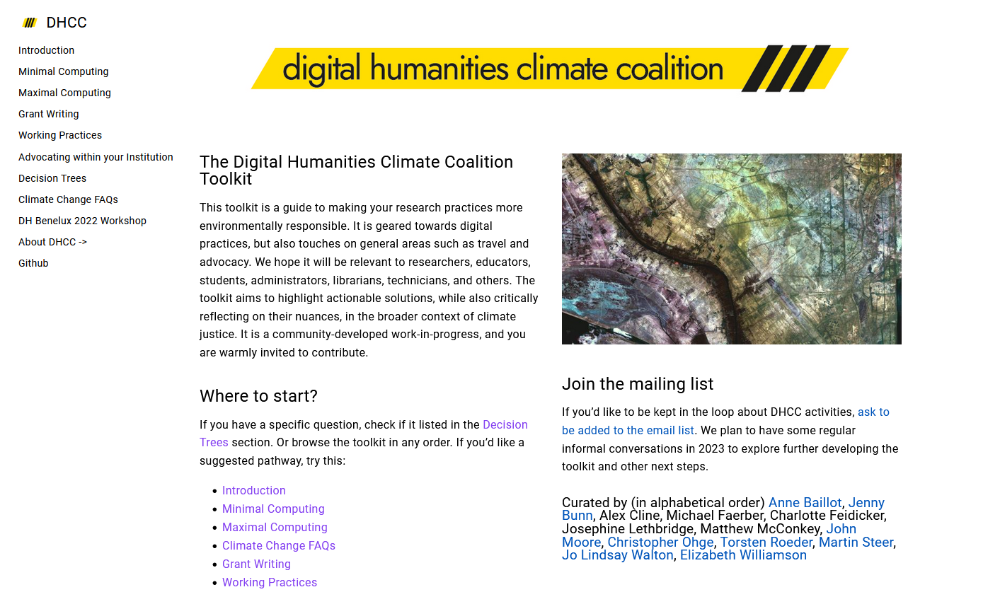 DHCC
Introduction
Minimal Computing
Maximal Computing
Grant Writing
Working Practices
Advocating within your Institution
Decision Trees
Climate Change FAQs
DH Benelux 2022 Workshop
About DHCC ->
Github
digital humanities climate coalition
The Digital Humanities Climate Coalition
Toolkit
This toolkit is a guide to making your research practices more
environmentally responsible. It is geared towards digital
practices, but also touches on general areas such as travel and
advocacy. We hope it will be relevant to researchers, educators,
students, administrators, librarians, technicians, and others. The
toolkit aims to highlight actionable solutions, while also critically
reflecting on their nuances, in the broader context of climate
justice. It is a community-developed work-in-progress, and you
are warmly invited to contribute.
Where to start?
If you have a specific question, check if it listed in the Decision
Trees section. Or browse the toolkit in any order. If you’d like a
suggested pathway, try this:
• Introduction
• Minimal Computing
• Maximal Computing
• Climate Change FAQs
• Grant Writing
• Working Practices
Join the mailing list
If you’d like to be kept in the loop about DHCC activities, ask to
be added to the email list. We plan to have some regular
informal conversations in 2023 to explore further developing the
toolkit and other next steps.
Curated by (in alphabetical order) Anne Baillot, Jenny
Bunn, Alex Cline, Michael Faerber, Charlotte Feidicker,
Josephine Lethbridge, Matthew McConkey, John
Moore, Christopher Ohge, Torsten Roeder, Martin Steer,
Jo Lindsay Walton, Elizabeth Williamson